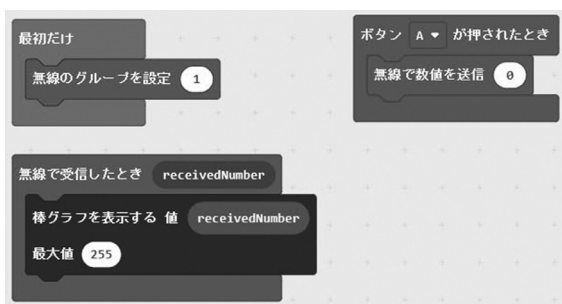 最初だけ
無線のグループを設定 1
ボタン A が押されたとき
無線で数値を送信 0
無線で受信したとき receivedNumber
棒グラフを表示する 値 receivedNumber
最大値 255